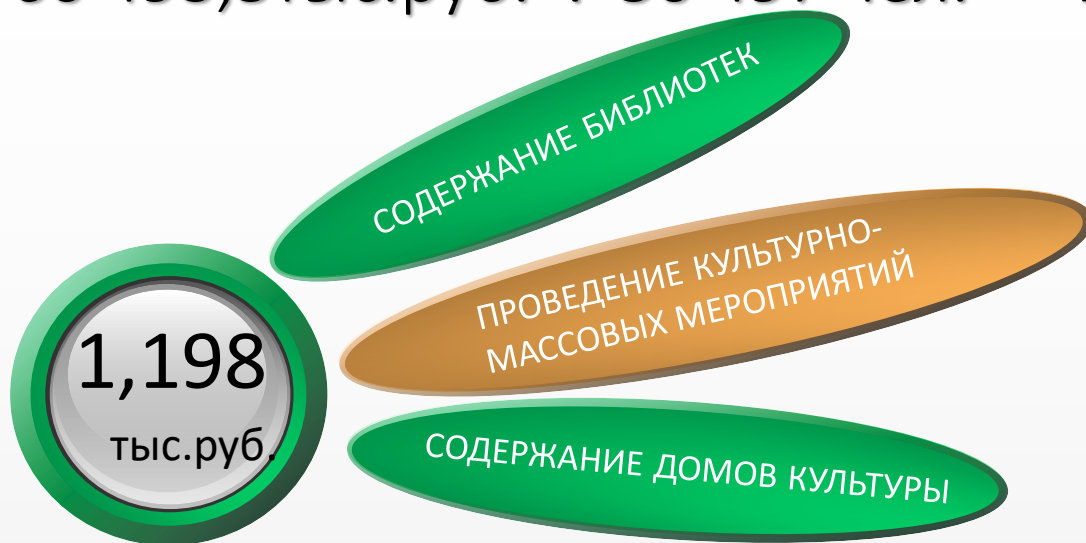 СОДЕРЖАНИЕ БИБЛИОТЕК
ПРОВЕДЕНИЕ КУЛЬТУРНО-
МАССОВЫХ МЕРОПРИЯТИЙ
1,198
тыс.руб.
СОДЕРЖАНИЕ ДОМОВ КУЛЬТУРЫ